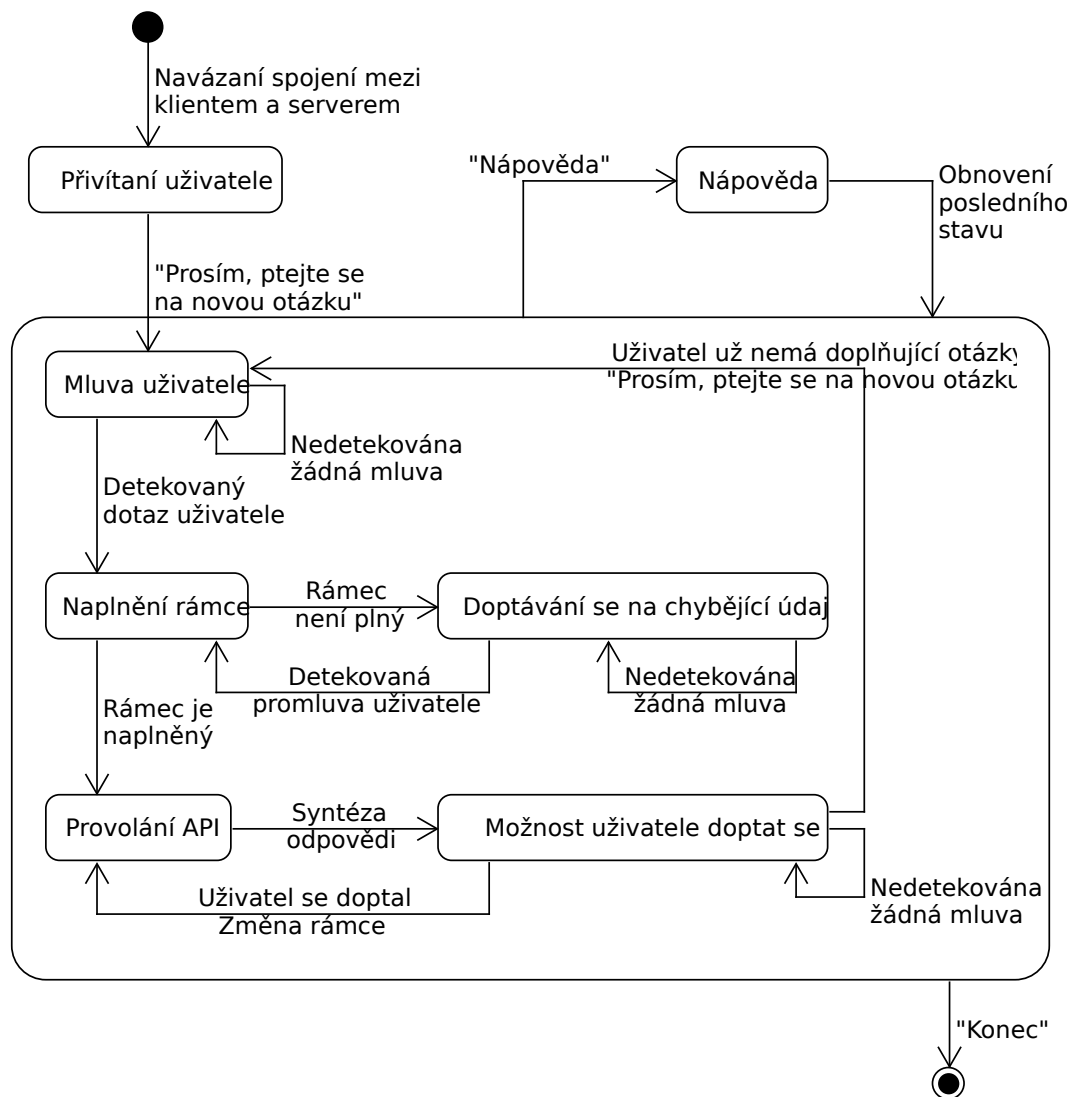 Navázaní spojení mezi
klientem a serverem
Přivítaní uživatele
"Nápověda"
Nápověda
Obnovení
posledního
stavu
"Prosím, ptejte se
na novou otázku"
Uživatel už nemá doplňující otázky
"Prosím, ptejte se na novou otázku
Mluva uživatele
Nedetekována
žádná mluva
Detekovaný
dotaz uživatele
Naplnění rámce
Rámec
není plný
Doptávání se na chybějící údaj
Detekovaná
promluva uživatele
Nedetekována
žádná mluva
Rámec je
naplněný
Provolání API
Syntéza
odpovědi
Možnost uživatele doptat se
Uživatel se doptal
Změna rámce
Nedetekována
žádná mluva
"Konec"